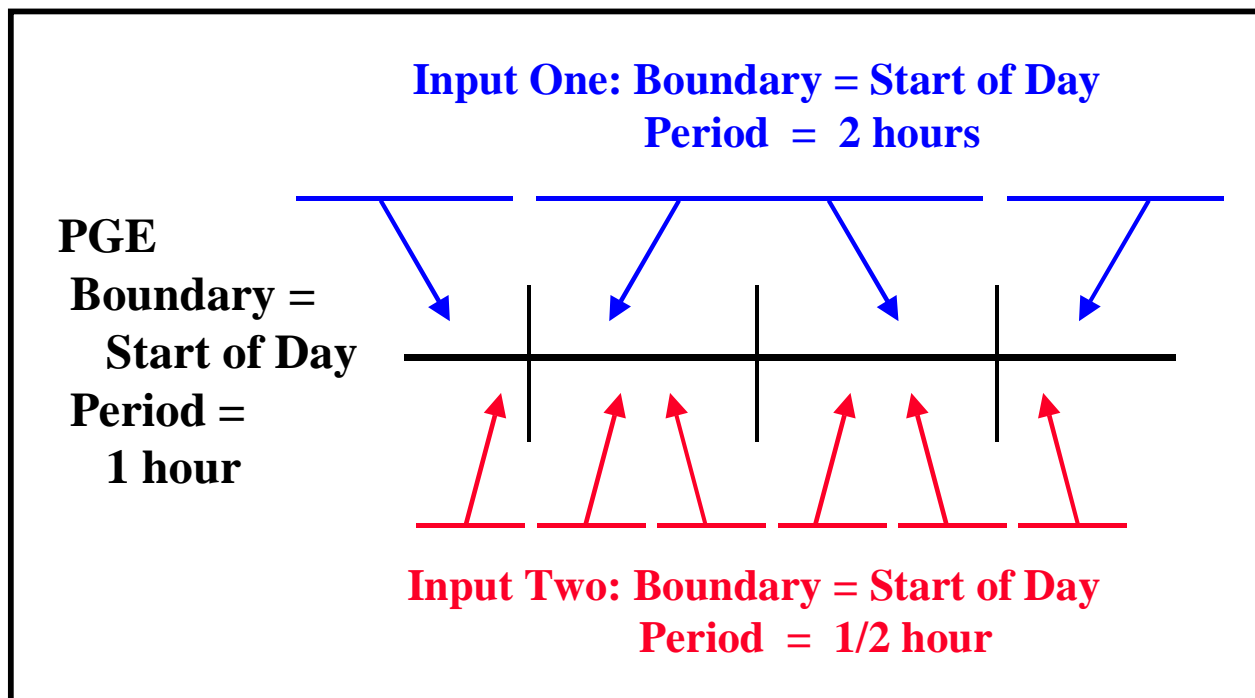 Input One: Boundary = Start of Day
Period = 2 hours
PGE
Boundary =
Start of Day
Period =
1 hour
Input Two: Boundary = Start of Day
Period = 1/2 hour